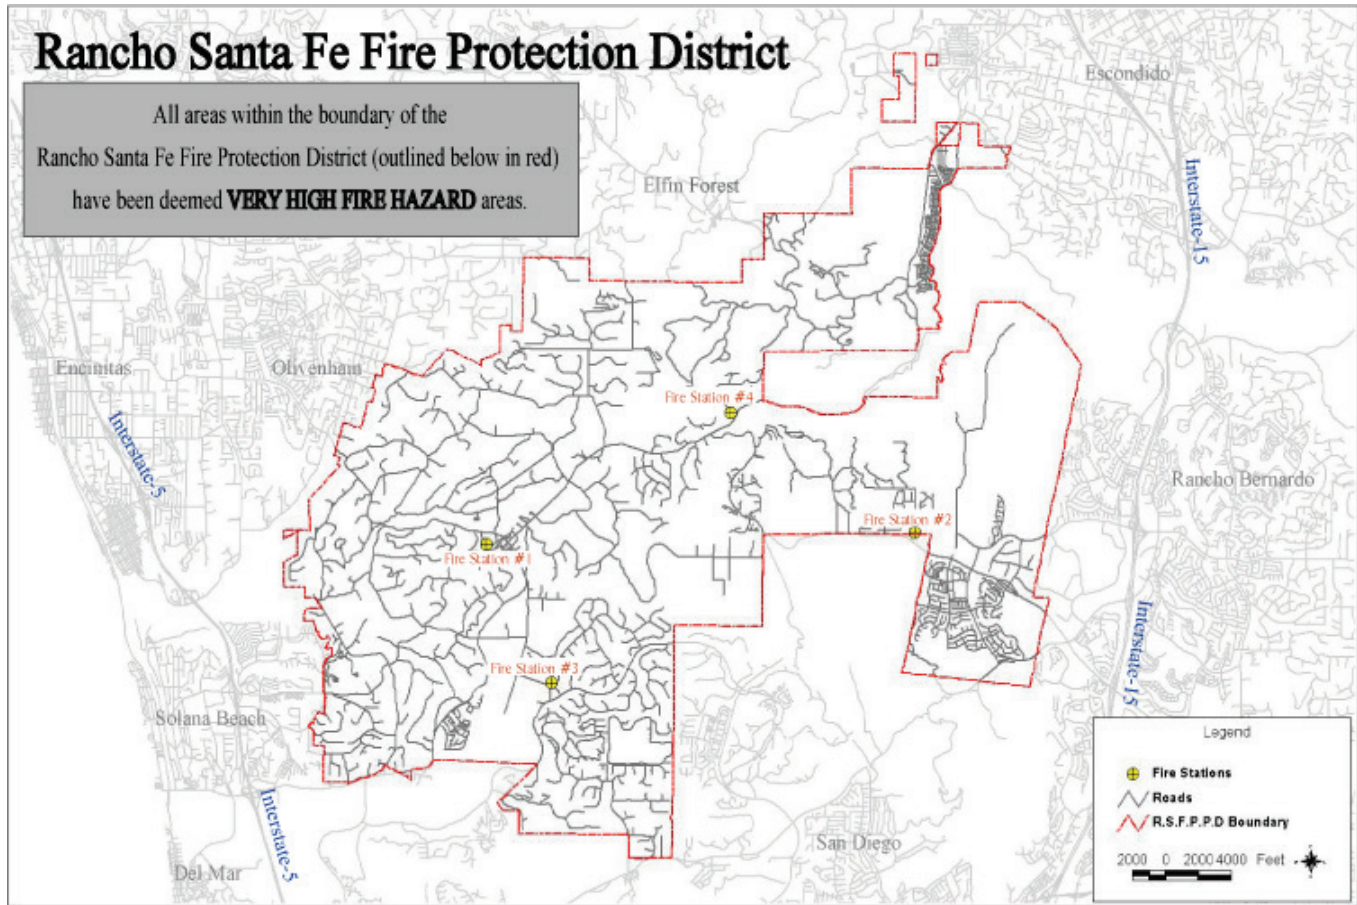 Rancho Santa Fe Fire Protection District
All areas within the boundary of the
Rancho Santa Fe Fire Protection District (outlined below in red)
have been deemed VERY HIGH FIRE HAZARD areas.
Escondido
Interstate-15
Elfin Forest
Encinitas
Olivenhain
Interstate-5
Fire Station #4
Rancho Bernardo
Fire Station #2
Fire Station #1
Interstate-15
Fire Station #3
Solana Beach
Interstate-5
San Diego
Del Mar
Legend
Fire Stations
Roads
R.S.F.P.P.D Boundary
2000 0 2000 4000 Feet